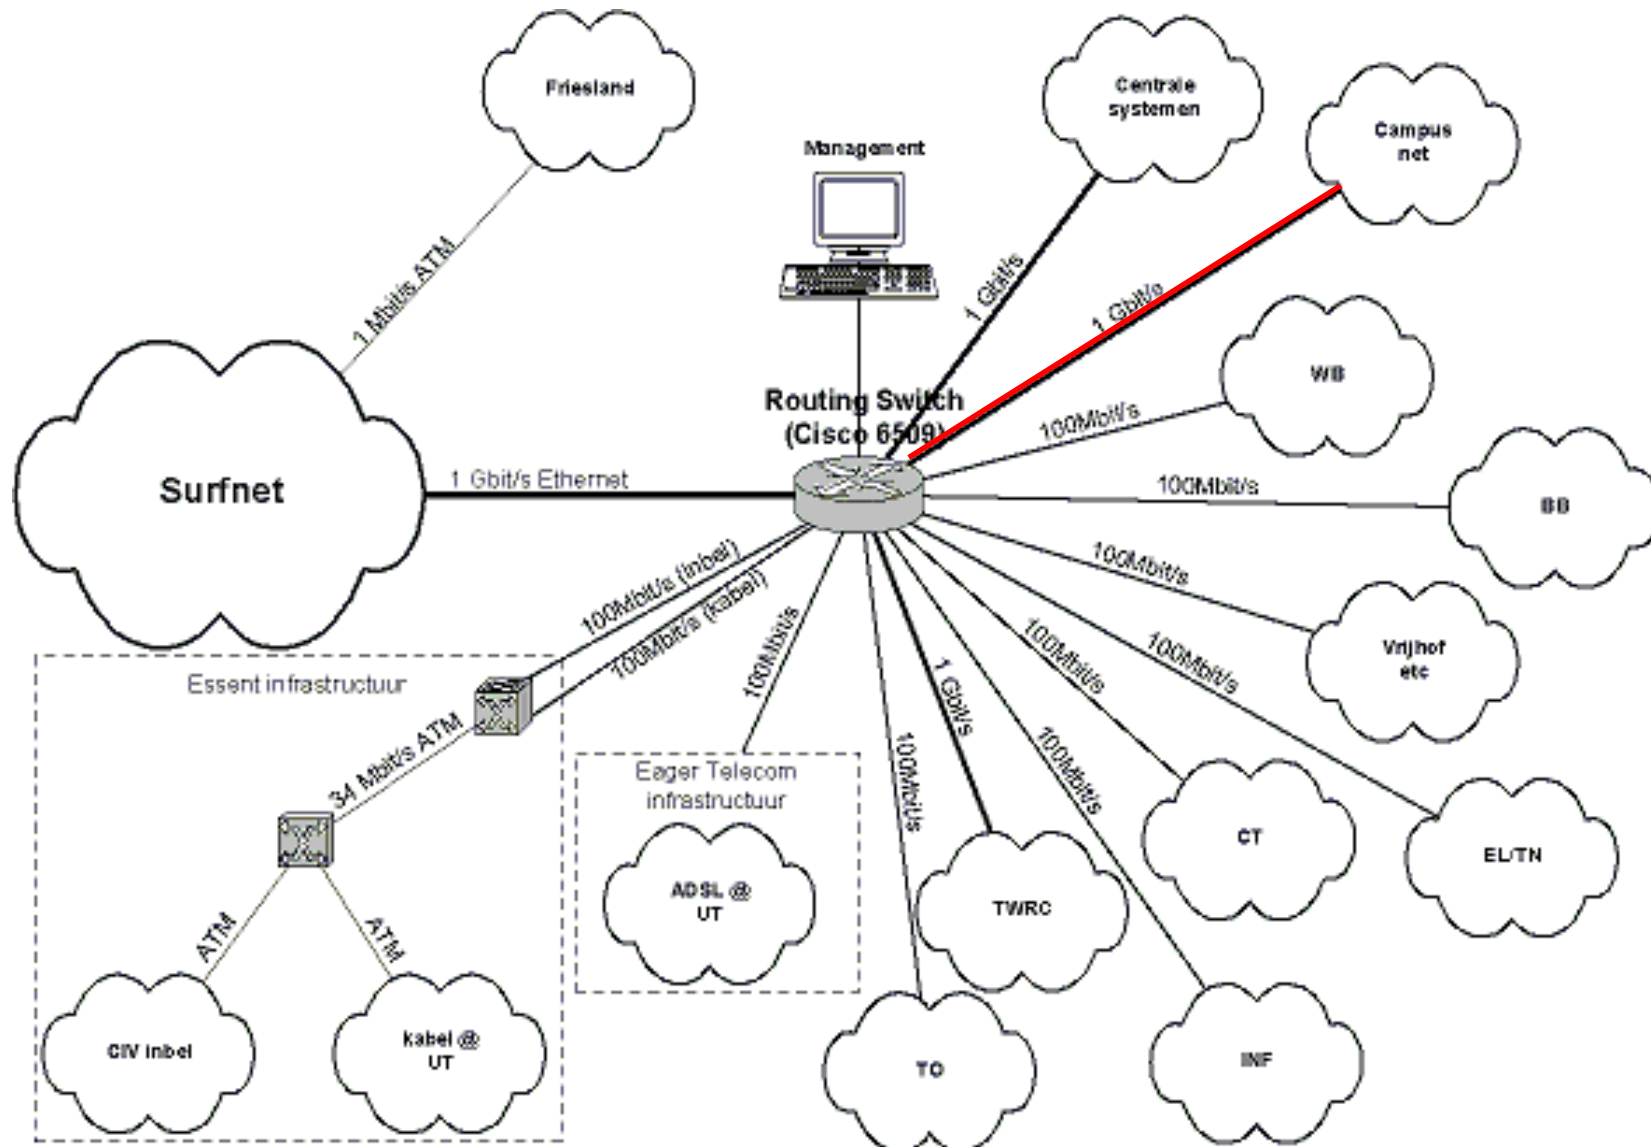 Friesland
Centrale
systemen
Campus
net
Management
1 Mbit/s ATM
1 Gbit/s
1 Gbit/s
WB
Routing Switch
(Cisco 6509)
100Mbit/s
Surfnet
1 Gbit/s Ethernet
100Mbit/s
BB
100Mbit/s (inbel)
100Mbit/s (kabel)
100Mbit/s
100Mbit/s
100Mbit/s
100Mbit/s
1 Gbit/s
Vrijhof
etc
Essent infrastructuur
34 Mbit/s ATM
100Mbit/s
100Mbit/s
Eager Telecom
infrastructuur
CT
EL/TN
ADSL @
UT
TWRC
ATM
ATM
CIV inbel
kabel @
UT
TO
INF